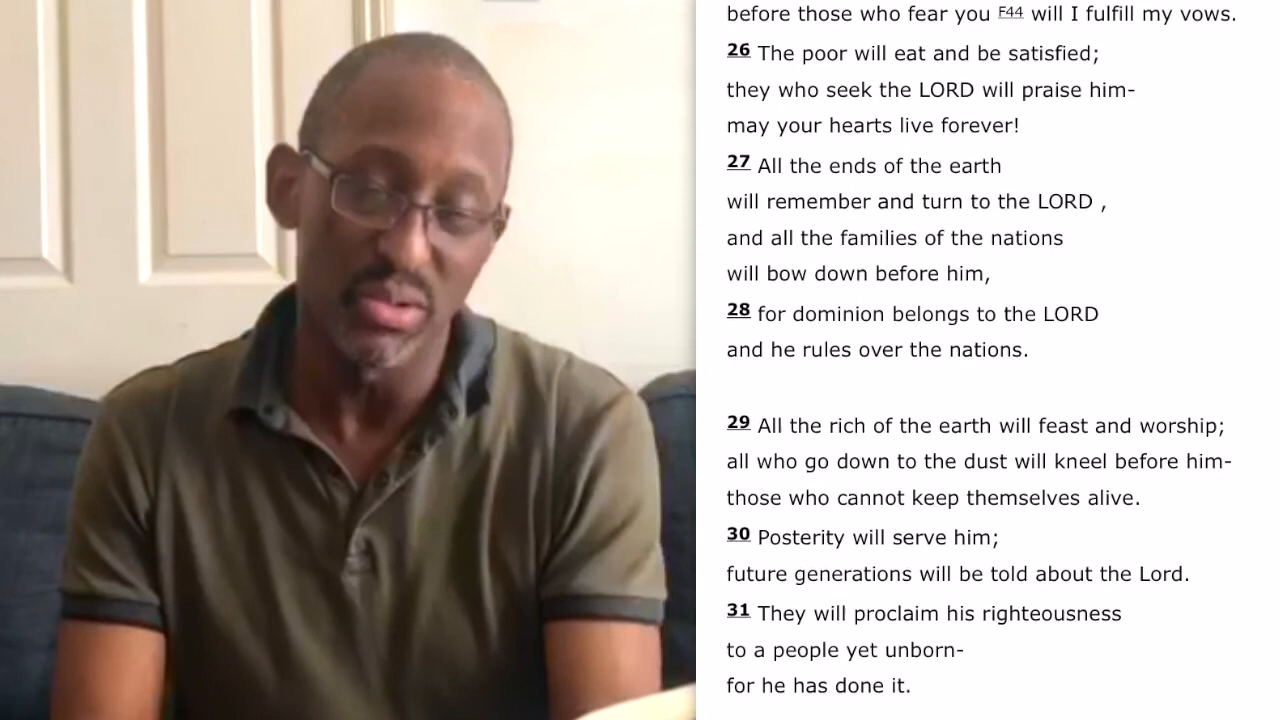 before those who fear you F44 will I fulfill my vows.
26 The poor will eat and be satisfied;
they who seek the LORD will praise him-
may your hearts live forever!
27 All the ends of the earth
will remember and turn to the LORD ,
and all the families of the nations
will bow down before him,
28 for dominion belongs to the LORD
and he rules over the nations.
29 All the rich of the earth will feast and worship;
all who go down to the dust will kneel before him-
those who cannot keep themselves alive.
30 Posterity will serve him;
future generations will be told about the Lord.
31 They will proclaim his righteousness
to a people yet unborn-
for he has done it.